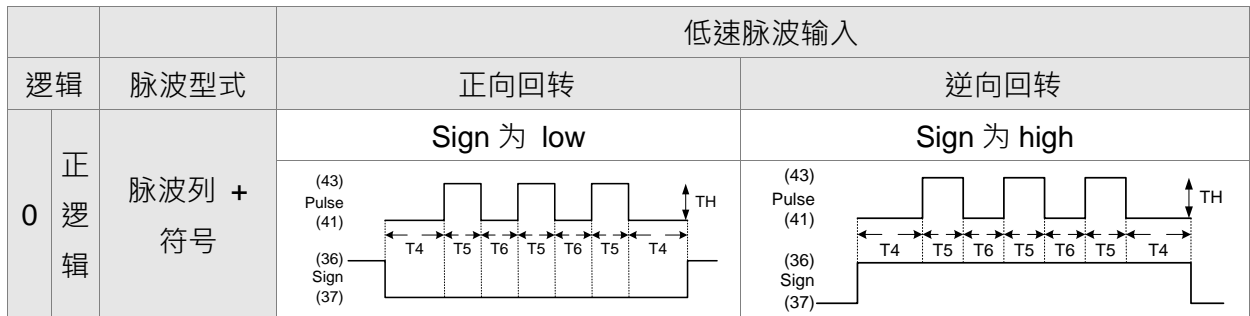 低速脉波输入
逻辑 脉波型式 正向回转 逆向回转
Sign 为 low Sign 为 high
0
正
逻
辑
脉波列 +
符号
(43)
Pulse
(41)
TH
T4 T5 T6 T5 T6 T5 T4
(36)
Sign
(37)
(43)
Pulse
(41)
TH
T4 T5 T6 T5 T6 T5 T4
(36)
Sign
(37)